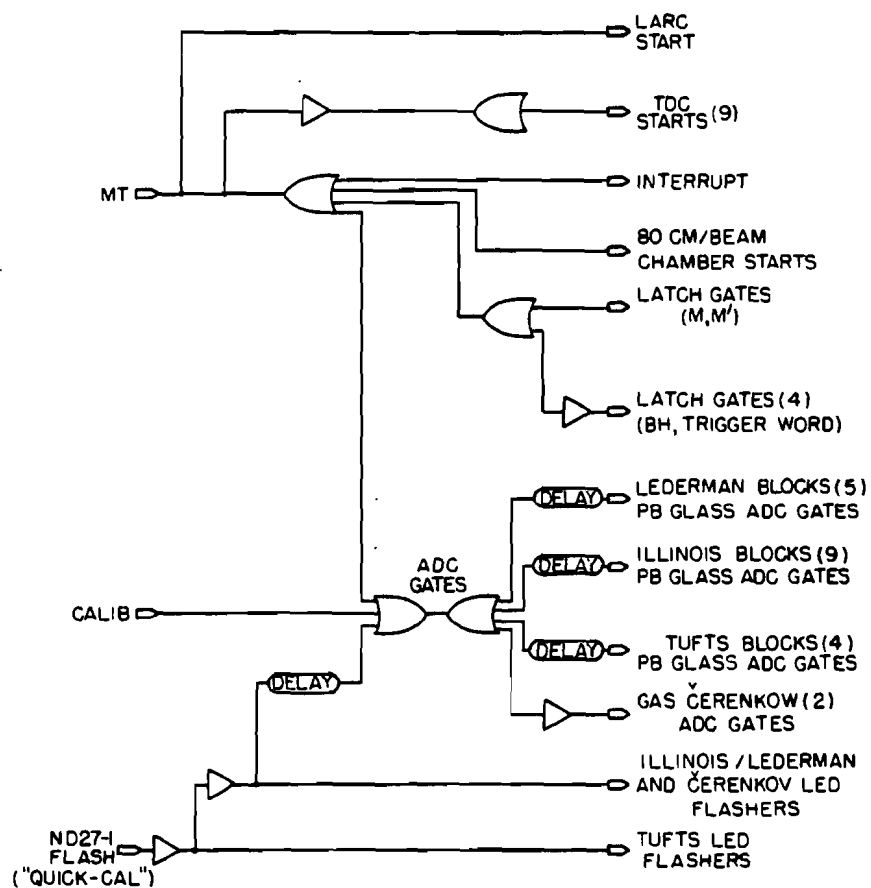 LARC
START
TDC
STARTS (9)
MT
INTERRUPT
80 CM/BEAM
CHAMBER STARTS
LATCH GATES
(M,M')
LATCH GATES (4)
(BH, TRIGGER WORD)
DELAY
LEDERMAN BLOCKS (5)
PB GLASS ADC GATES
ADC
GATES
DELAY
ILLINOIS BLOCKS (9)
PB GLASS ADC GATES
CALIB
DELAY
TUFTS BLOCKS (4)
PB GLASS ADC GATES
DELAY
GAS ČERENKOW (2)
ADC GATES
ILLINOIS / LEDERMAN
AND ČERENKOV LED
FLASHERS
ND27-1
FLASH
("QUICK-CAL")
TUFTS LED
FLASHERS